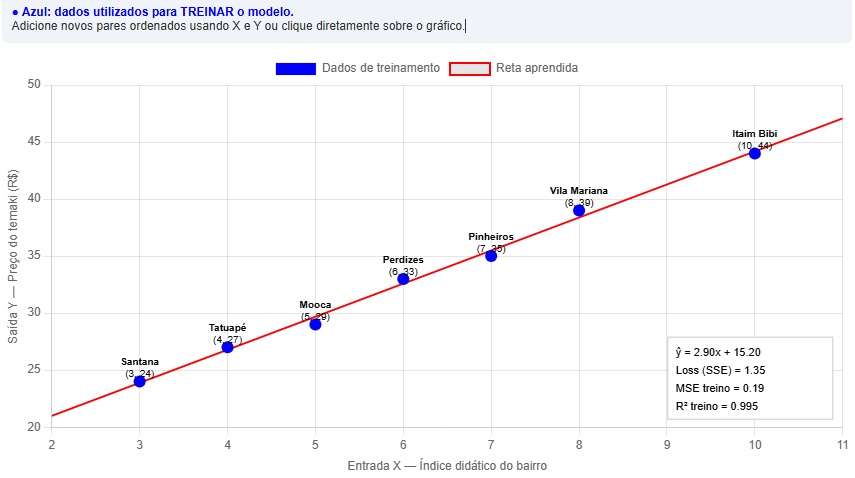 ● Azul: dados utilizados para TREINAR o modelo.
Adicione novos pares ordenados usando X e Y ou clique diretamente sobre o gráfico.
Dados de treinamento
Reta aprendida
50
45
40
35
30
25
20
Saída Y — Preço do temaki (R$)
Itaim Bibi
(10, 44)
Vila Mariana
(8, 39)
Pinheiros
(7, 35)
Perdizes
(6, 33)
Mooca
(5, 29)
Tatuapé
(4, 27)
Santana
(3, 24)
ŷ = 2.90x + 15.20
Loss (SSE) = 1.35
MSE treino = 0.19
R² treino = 0.995
2
3
4
5
6
7
8
9
10
11
Entrada X — Índice didático do bairro